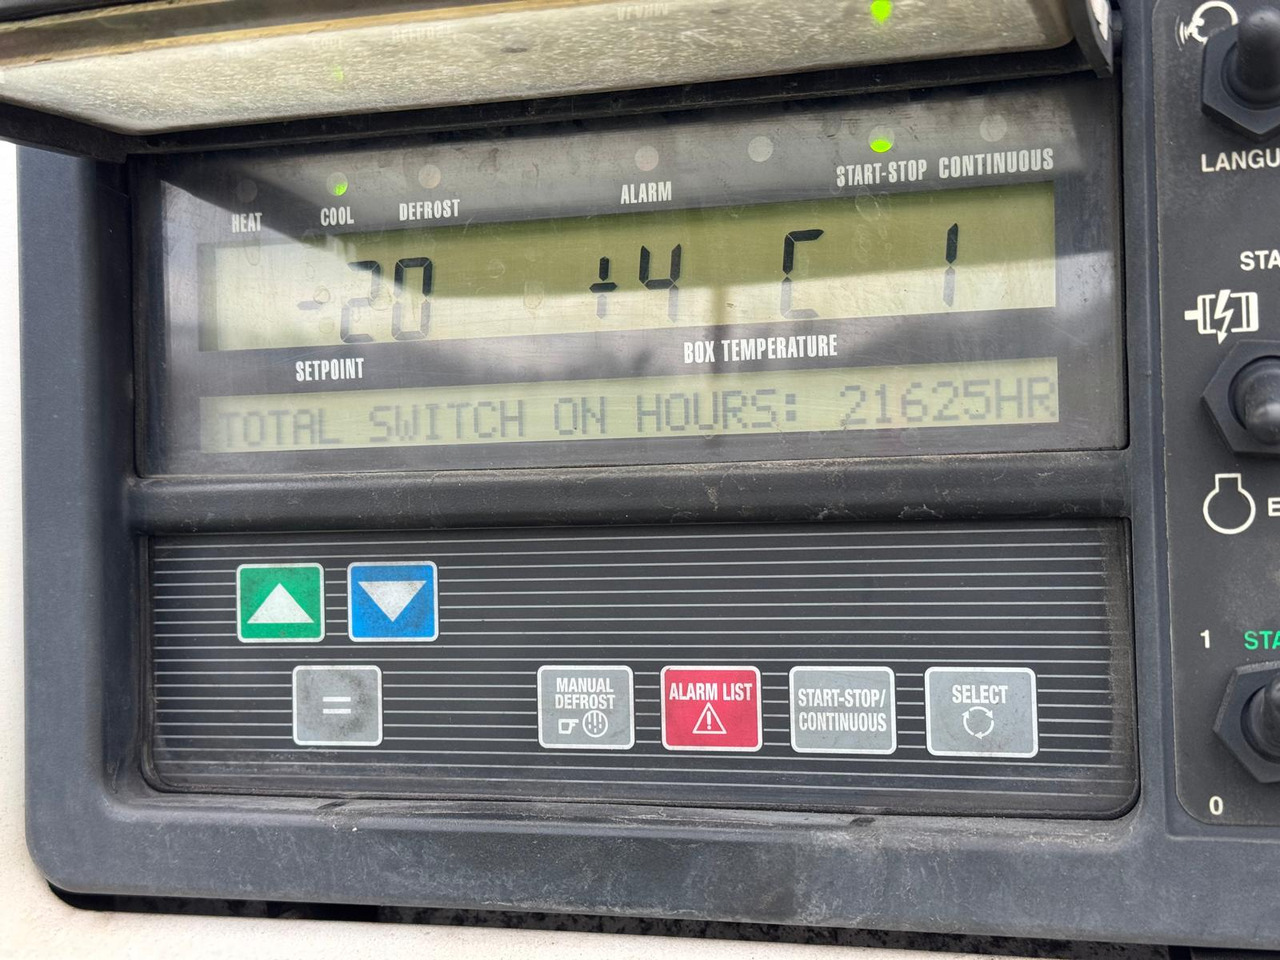 HEAT COOL DEFROST ALARM START-STOP CONTINUOUS
-20 +4 C 1
SETPOINT BOX TEMPERATURE
TOTAL SWITCH ON HOURS: 21625HR
=
MANUAL
DEFROST
ALARM LIST
START-STOP/
CONTINUOUS
SELECT
LANGU
STA
E
1 STA
0